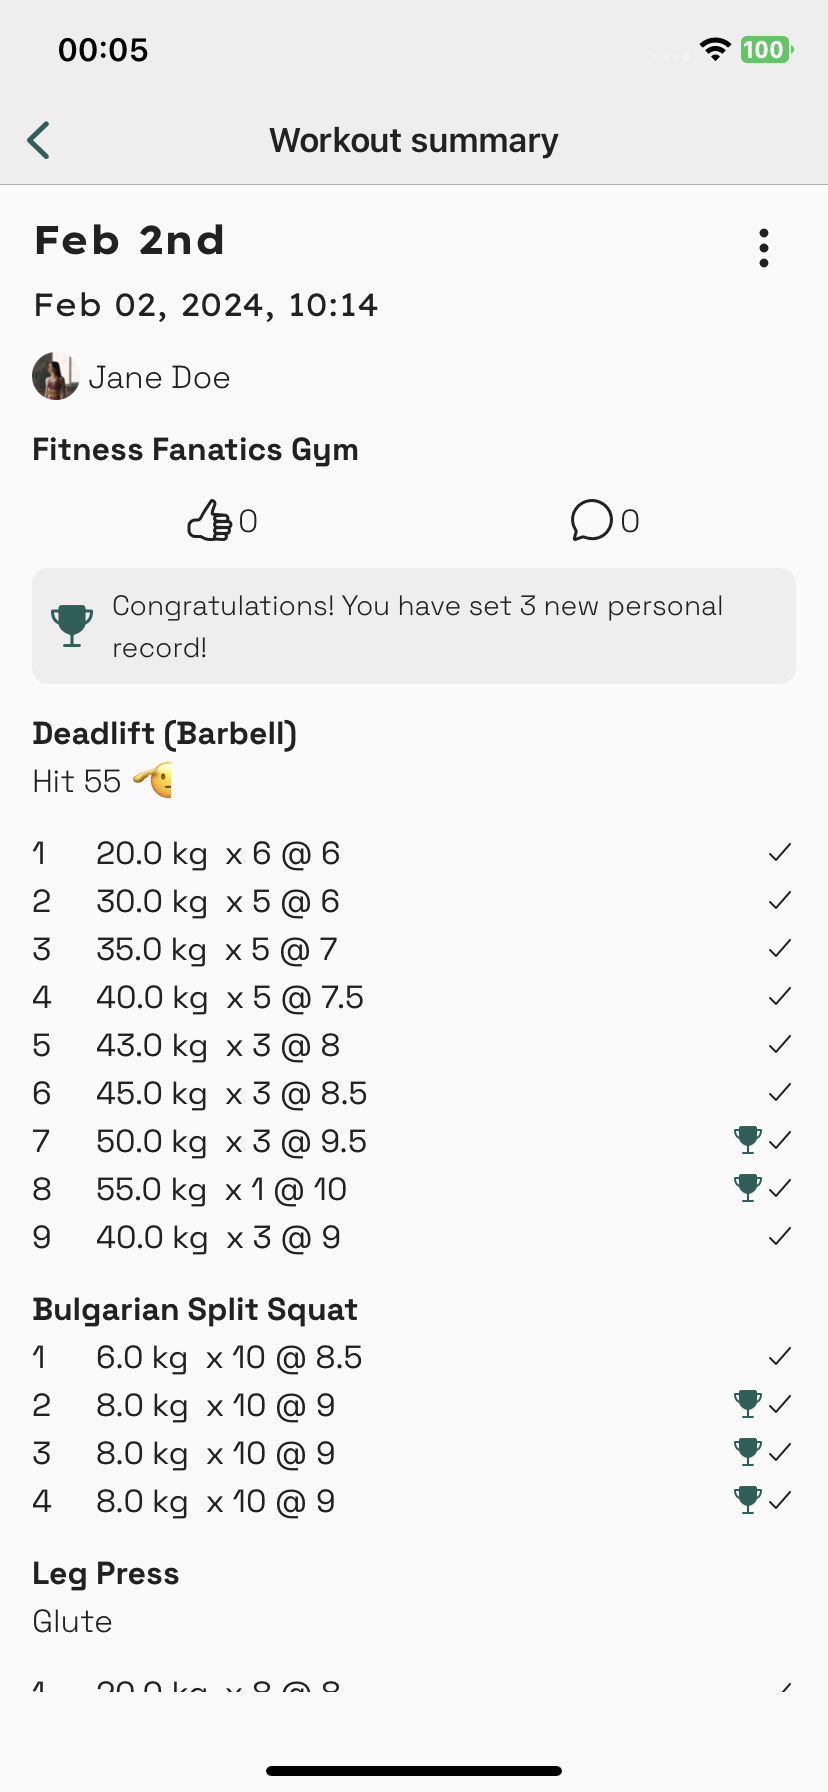 00:05
100
Workout summary
Feb 2nd
Feb 02, 2024, 10:14
Jane Doe
Fitness Fanatics Gym
0 0
Congratulations! You have set 3 new personal
record!
Deadlift (Barbell)
Hit 55
1 20.0 kg x 6 @ 6
2 30.0 kg x 5 @ 6
3 35.0 kg x 5 @ 7
4 40.0 kg x 5 @ 7.5
5 43.0 kg x 3 @ 8
6 45.0 kg x 3 @ 8.5
7 50.0 kg x 3 @ 9.5
8 55.0 kg x 1 @ 10
9 40.0 kg x 3 @ 9
Bulgarian Split Squat
1 6.0 kg x 10 @ 8.5
2 8.0 kg x 10 @ 9
3 8.0 kg x 10 @ 9
4 8.0 kg x 10 @ 9
Leg Press
Glute